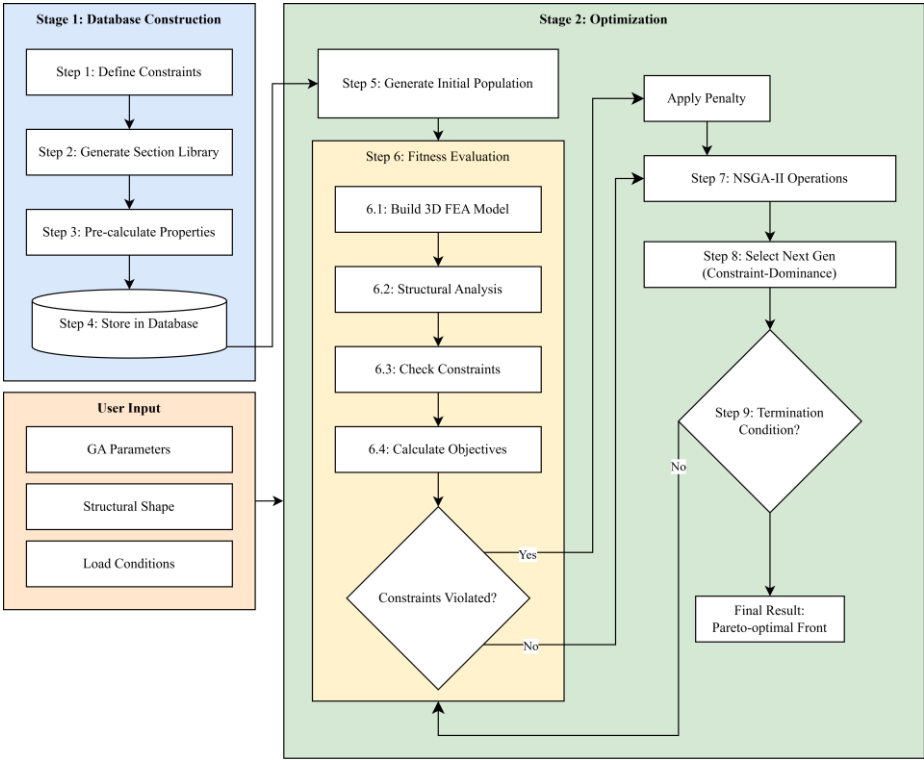 Stage 1: Database Construction
Step 1: Define Constraints
Step 2: Generate Section Library
Step 3: Pre-calculate Properties
Step 4: Store in Database
User Input
GA Parameters
Structural Shape
Load Conditions
Stage 2: Optimization
Step 5: Generate Initial Population
Step 6: Fitness Evaluation
6.1: Build 3D FEA Model
6.2: Structural Analysis
6.3: Check Constraints
6.4: Calculate Objectives
Constraints Violated?
Yes
No
Apply Penalty
Step 7: NSGA-II Operations
Step 8: Select Next Gen
(Constraint-Dominance)
Step 9: Termination
Condition?
No
Final Result:
Pareto-optimal Front